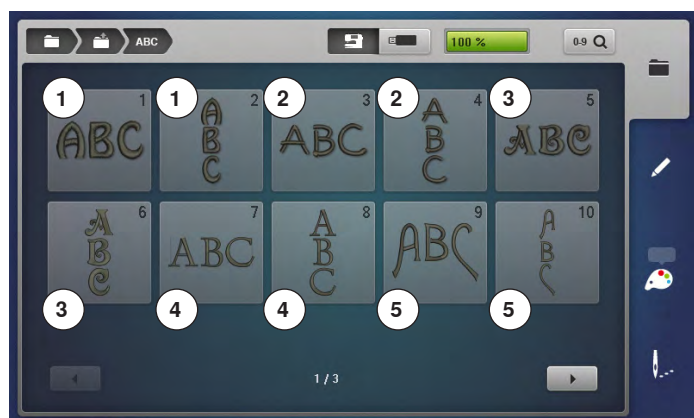 ABC 100 % 0-9
1 1 1 2 2 3 2 4 3 5
ABC A B C ABC A B C ABC
6 7 8 9 10
A B C ABC A B C ABC A B C
3 4 4 5 5
1 / 3